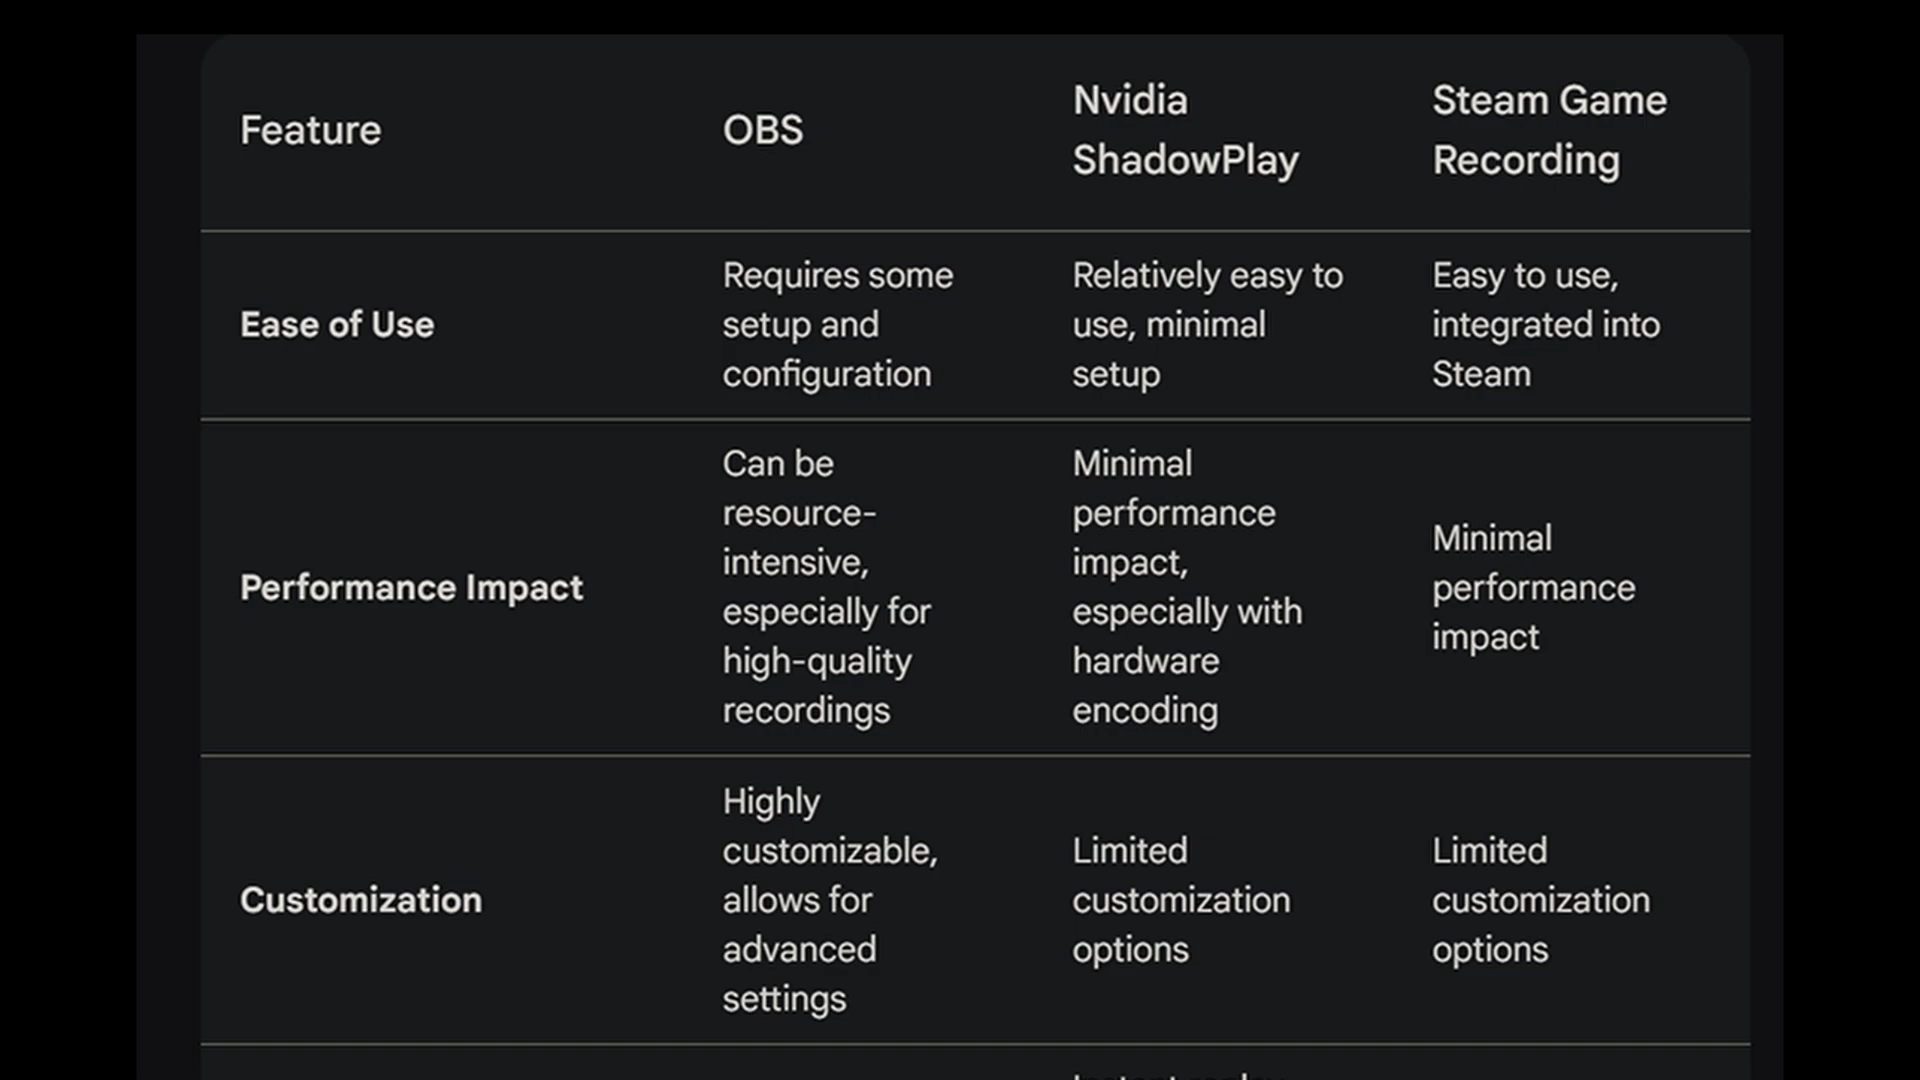 Feature
OBS
Nvidia
ShadowPlay
Steam Game
Recording
Ease of Use
Requires some
setup and
configuration
Relatively easy to
use, minimal
setup
Easy to use,
integrated into
Steam
Performance Impact
Can be
resource-
intensive,
especially for
high-quality
recordings
Minimal
performance
impact,
especially with
hardware
encoding
Minimal
performance
impact
Customization
Highly
customizable,
allows for
advanced
settings
Limited
customization
options
Limited
customization
options